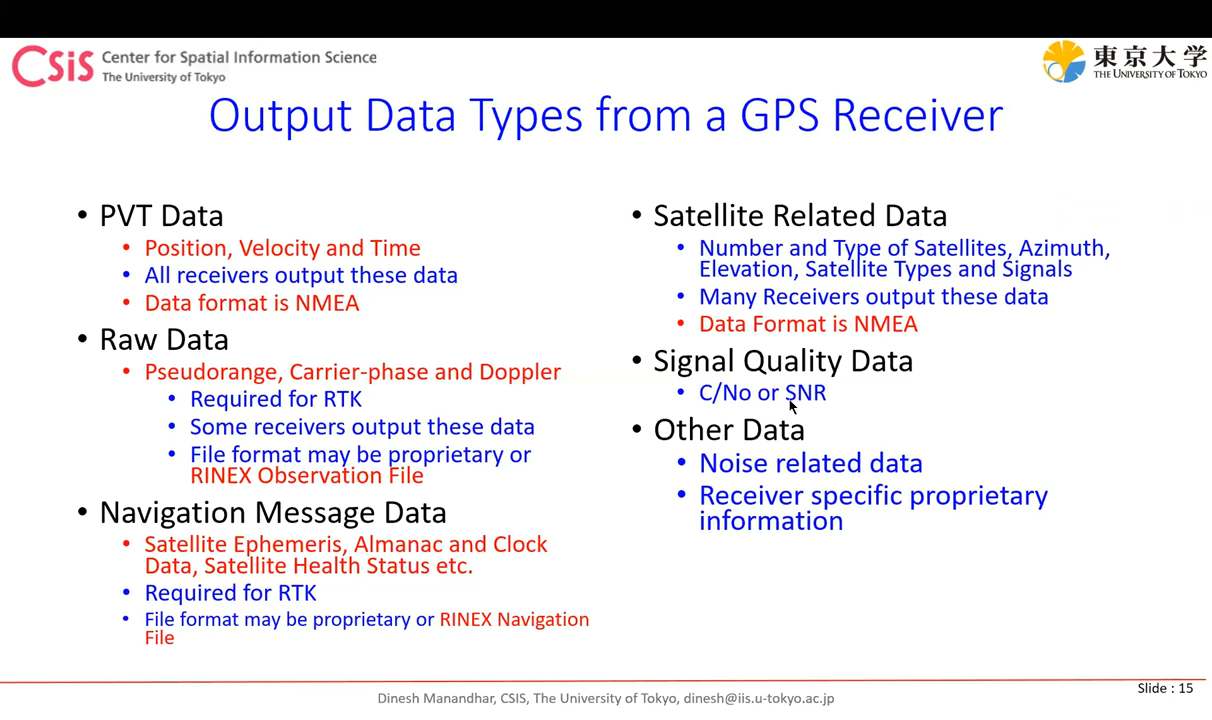 CSiS Center for Spatial Information Science
The University of Tokyo
東京大学
THE UNIVERSITY OF TOKYO
Output Data Types from a GPS Receiver
• PVT Data
• Position, Velocity and Time
• All receivers output these data
• Data format is NMEA
• Raw Data
• Pseudorange, Carrier-phase and Doppler
• Required for RTK
• Some receivers output these data
• File format may be proprietary or
RINEX Observation File
• Navigation Message Data
• Satellite Ephemeris, Almanac and Clock
Data, Satellite Health Status etc.
• Required for RTK
• File format may be proprietary or RINEX Navigation
File
• Satellite Related Data
• Number and Type of Satellites, Azimuth,
Elevation, Satellite Types and Signals
• Many Receivers output these data
• Data Format is NMEA
• Signal Quality Data
• C/No or SNR
• Other Data
• Noise related data
• Receiver specific proprietary
information
Dinesh Manandhar, CSIS, The University of Tokyo, dinesh@iis.u-tokyo.ac.jp
Slide : 15